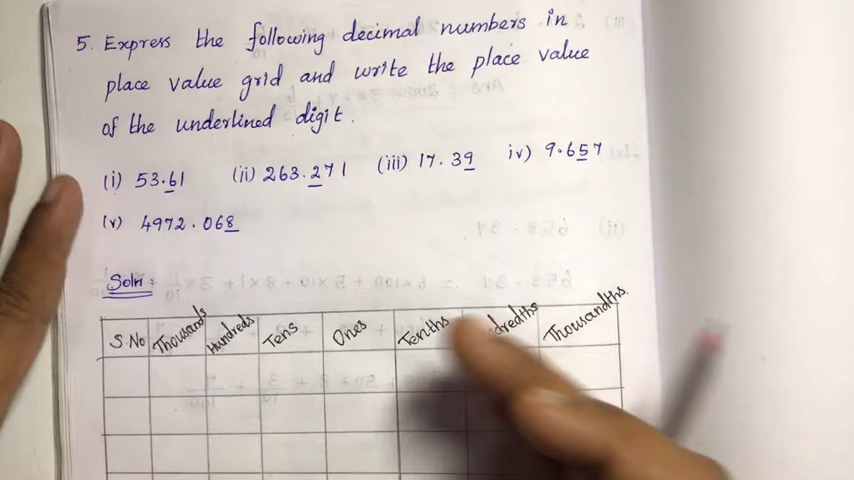 5. Express the following decimal numbers in
place value grid and write the place value
of the underlined digit.
(i) 53.61 (ii) 263.271 (iii) 17.39 iv) 9.657
(v) 4972.068
Soln:
S.No Thousands Hundreds Tens Ones Tenths Thousandths.